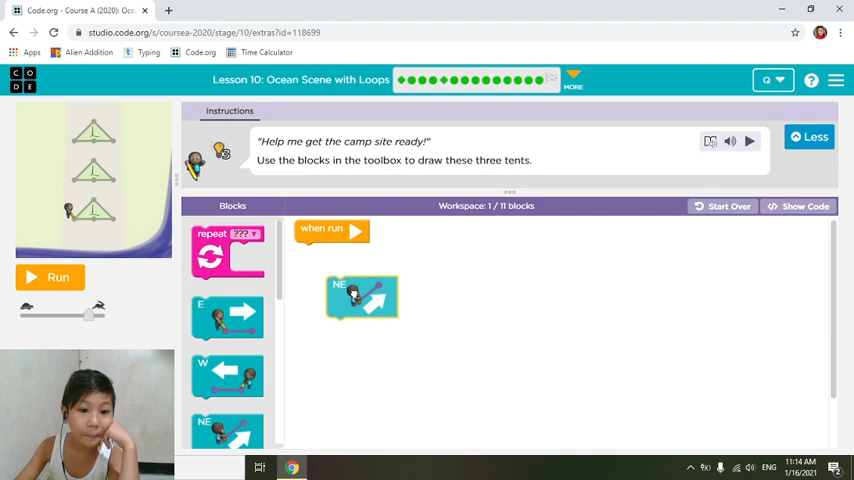 Code.org - Course A (2020): Oce
studio.code.org/s/coursea-2020/stage/10/extras?id=118699
Apps
Alien Addition
Typing
Code.org
Time Calculator
C O
D E
Lesson 10: Ocean Scene with Loops
MORE
Q
?
Instructions
3
"Help me get the camp site ready!"
Use the blocks in the toolbox to draw these three tents.
Less
Blocks
Workspace: 1 / 11 blocks
Start Over
Show Code
repeat ???
when run
NE
Run
E
W
NE
ENG
11:14 AM
1/16/2021
2